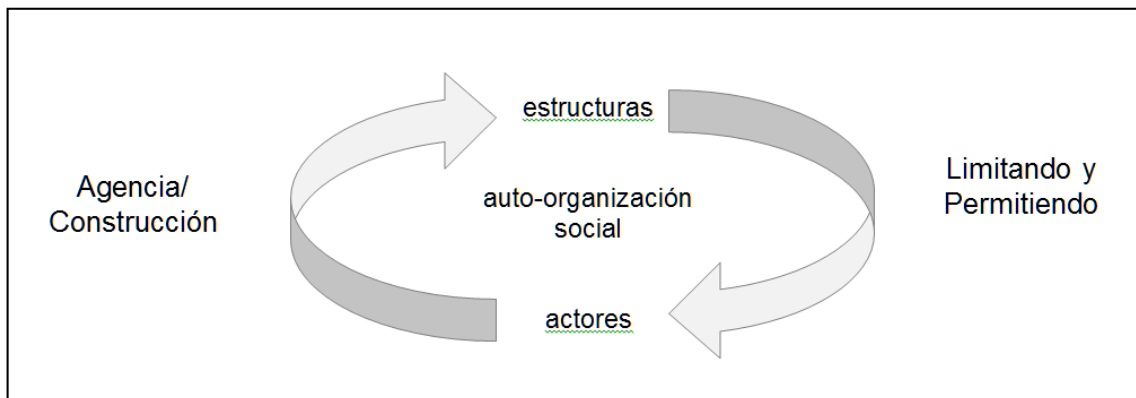 estructuras
Agencia/
Construcción
auto-organización
social
Limitando y
Permitiendo
actores